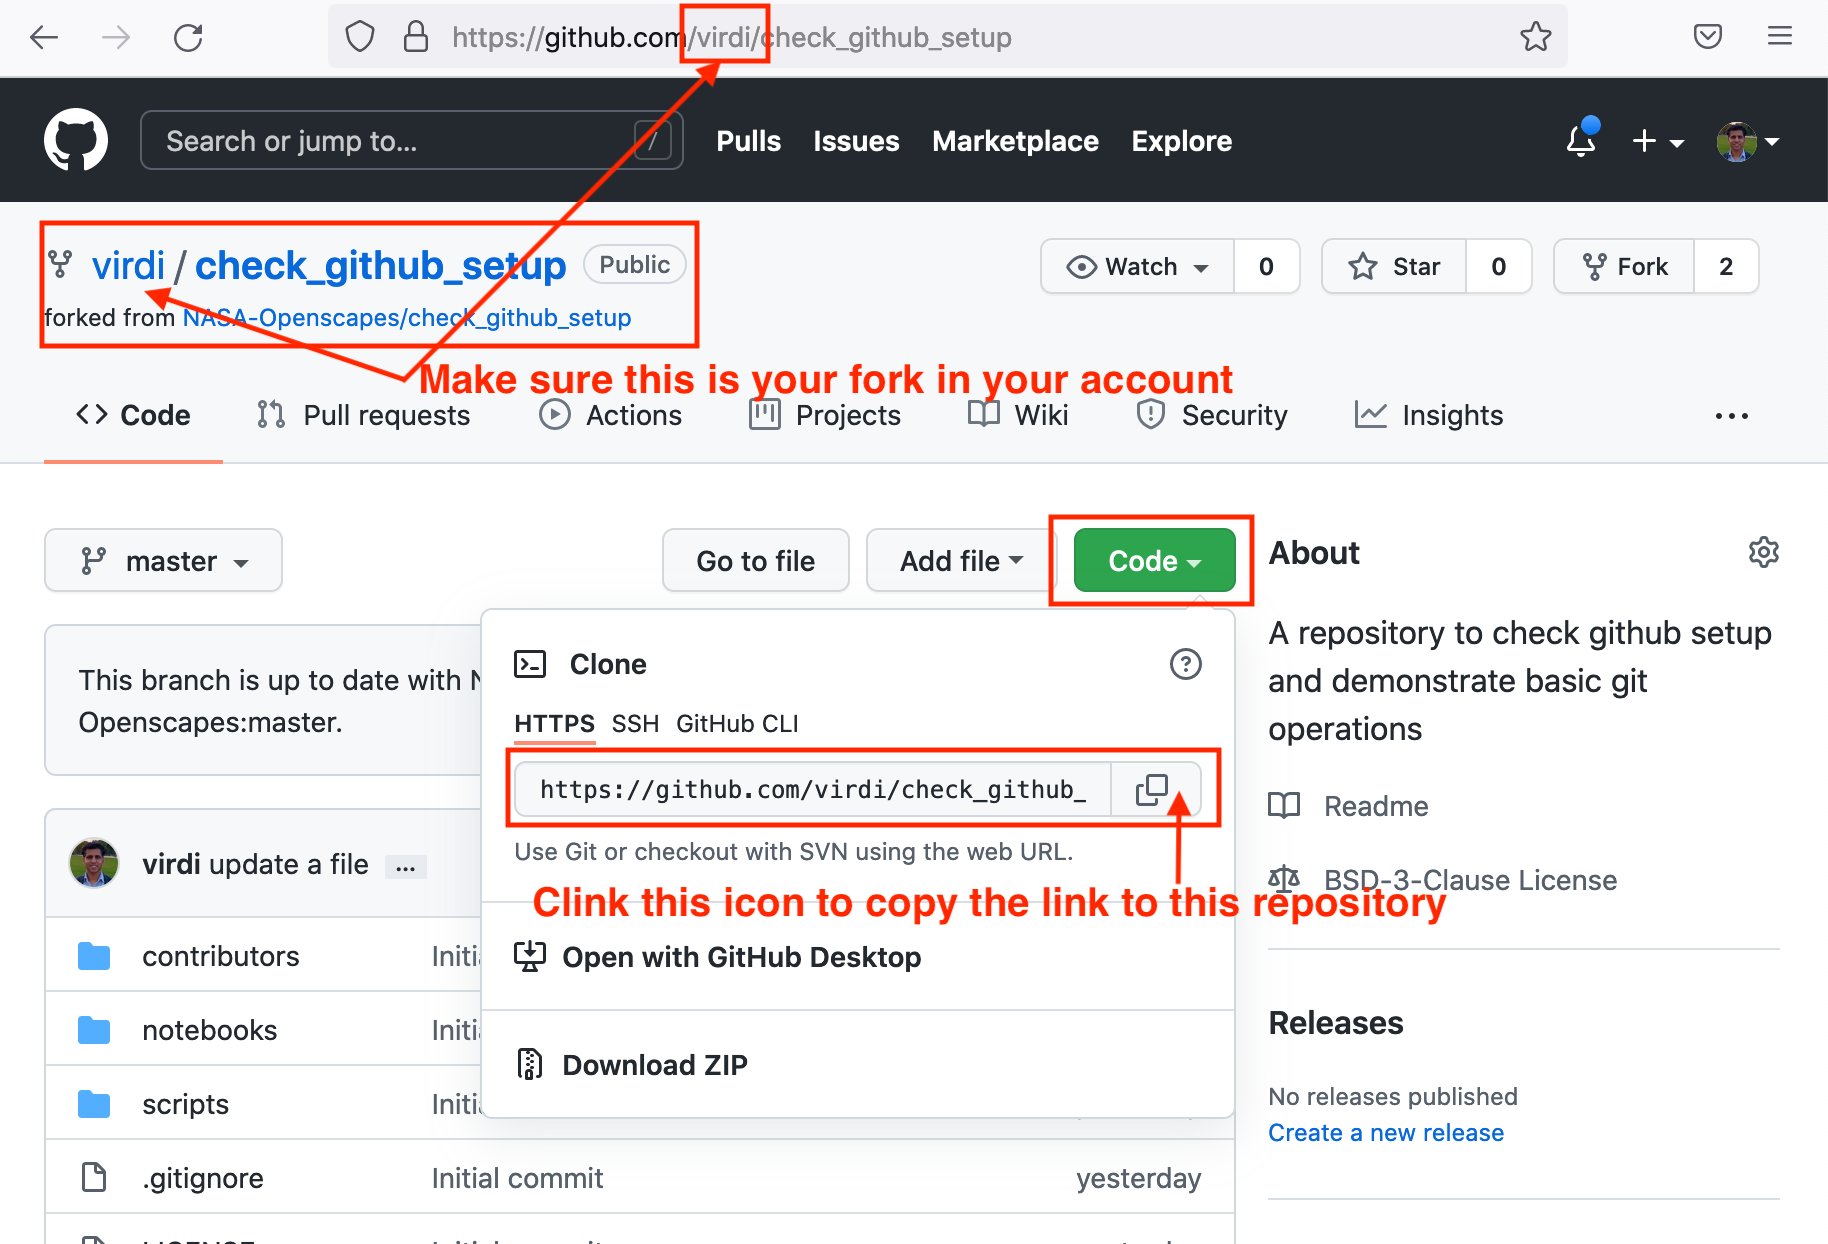 https://github.com/virdi/check_github_setup
Search or jump to...
/
Pulls
Issues
Marketplace
Explore
virdi / check_github_setup
Public
Watch
0
Star
0
Fork
2
forked from NASA-Openscapes/check_github_setup
Make sure this is your fork in your account
Code
Pull requests
Actions
Projects
Wiki
Security
Insights
master
Go to file
Add file
Code
About
A repository to check github setup
and demonstrate basic git
operations
This branch is up to date with
Openscapes:master.
Clone
HTTPS
SSH
GitHub CLI
https://github.com/virdi/check_github_
Use Git or checkout with SVN using the web URL.
Readme
BSD-3-Clause License
virdi update a file
...
Clink this icon to copy the link to this repository
Open with GitHub Desktop
Download ZIP
contributors
Initi
notebooks
Initi
scripts
Initi
Releases
No releases published
Create a new release
.gitignore
Initial commit
yesterday